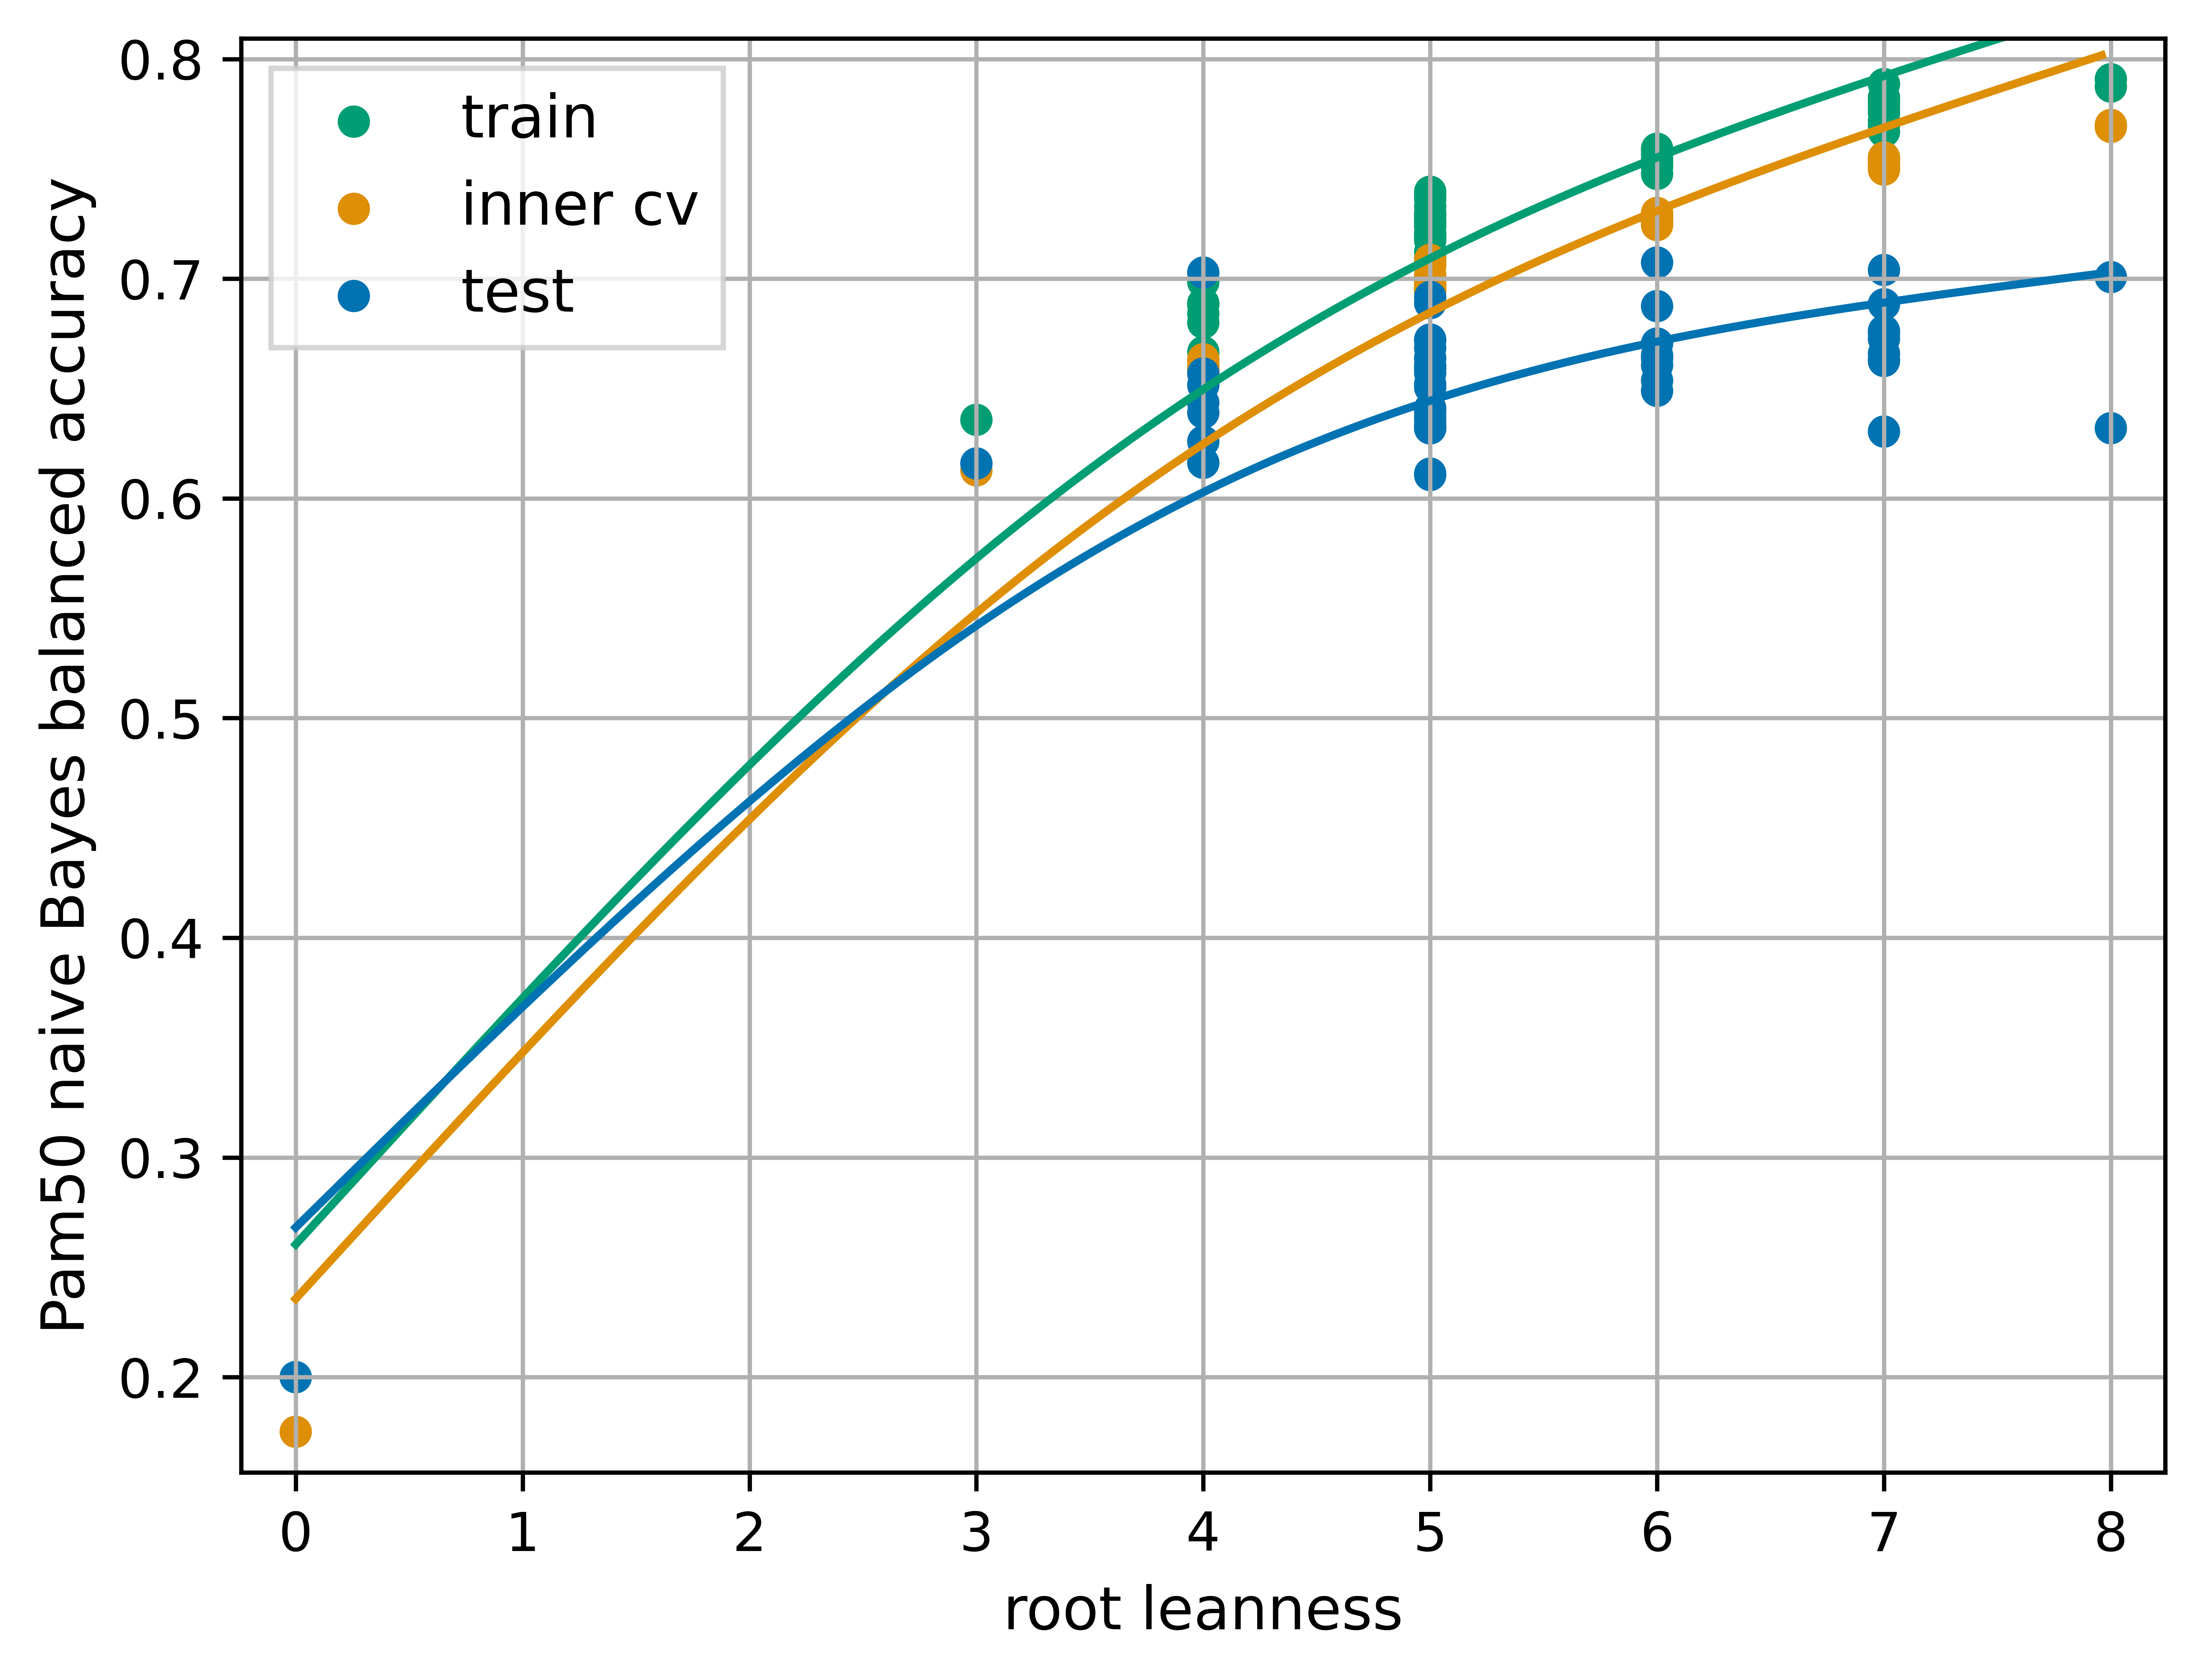 0.8
0.7
0.6
0.5
0.4
0.3
0.2
Pam50 naive Bayes balanced accuracy
train
inner cv
test
0 1 2 3 4 5 6 7 8
root leanness